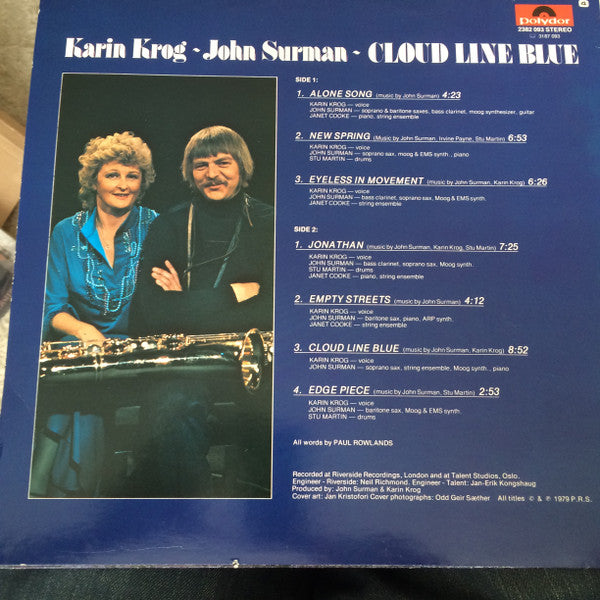 polydor
2382 093 STEREO
3187 093
Karin Krog ~ John Surman ~ CLOUD LINE BLUE
SIDE 1:
1. ALONE SONG (music by John Surman) 4:23
KARIN KROG — voice
JOHN SURMAN — soprano & baritone saxes, bass clarinet, moog synthesizer, guitar
JANET COOKE — piano, string ensemble
2. NEW SPRING (Music by John Surman, Irvine Payne, Stu Martin) 6:53
KARIN KROG — voice
JOHN SURMAN — soprano sax, moog & EMS synth., piano
STU MARTIN — drums
3. EYELESS IN MOVEMENT (music by John Surman, Karin Krog) 6:26
KARIN KROG — voice
JOHN SURMAN — bass clarinet, soprano sax, Moog & EMS synth.
JANET COOKE — string ensemble
SIDE 2:
1. JONATHAN (music by John Surman, Karin Krog, Stu Martin) 7:25
KARIN KROG — voice
JOHN SURMAN — bass clarinet, soprano sax, Moog synth.
STU MARTIN — drums
JANET COOKE — piano, string ensemble
2. EMPTY STREETS (music by John Surman) 4:12
KARIN KROG — voice
JOHN SURMAN — baritone sax, piano, ARP synth.
JANET COOKE — string ensemble
3. CLOUD LINE BLUE (music by John Surman, Karin Krog) 8:52
KARIN KROG — voice
JOHN SURMAN — soprano sax, string ensemble, Moog synth., piano
4. EDGE PIECE (music by John Surman, Stu Martin) 2:53
KARIN KROG — voice
JOHN SURMAN — baritone sax, Moog & EMS synth.
STU MARTIN — drums
All words by PAUL ROWLANDS
Recorded at Riverside Recordings, London and at Talent Studios, Oslo.
Engineer - Riverside: Neil Richmond. Engineer - Talent: Jan-Erik Kongshaug
Produced by: John Surman & Karin Krog
Cover art: Jan Kristofori Cover photographs: Odd Geir Sæther All titles © & ℗ 1979 P.R.S.